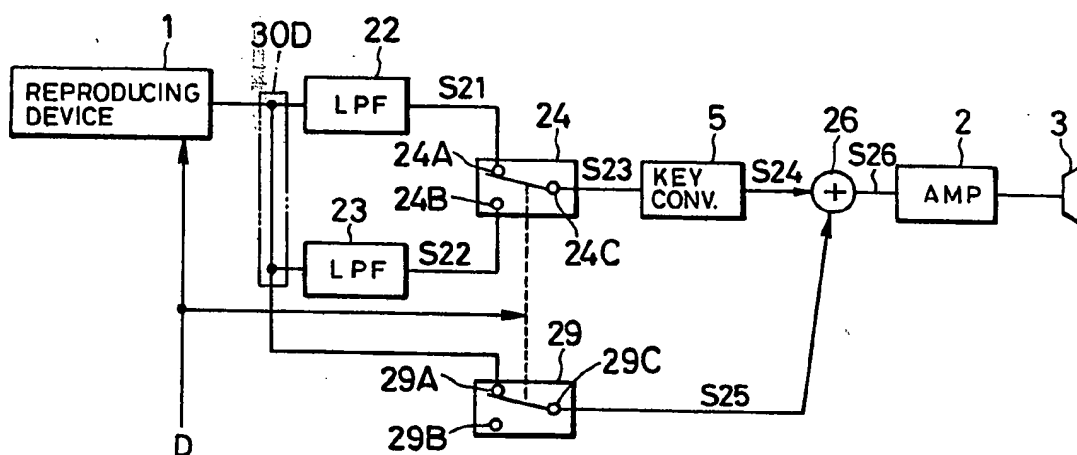 1
30D
22
REPRODUCING
DEVICE
LPF
S21
24
24A
24B
S23
5
KEY
CONV.
S24
26
S26
2
AMP
3
23
LPF
S22
24C
29
29A
29C
29B
S25
D